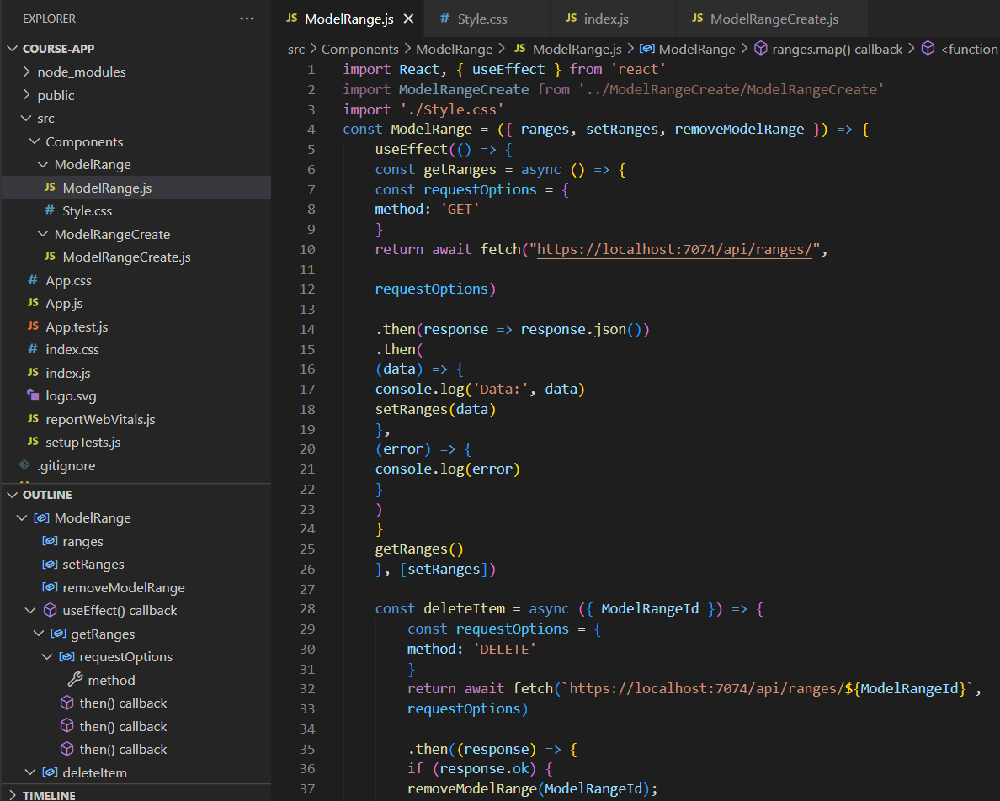 EXPLORER
COURSE-APP
node_modules
public
src
Components
ModelRange
JS ModelRange.js
# Style.css
ModelRangeCreate
JS ModelRangeCreate.js
# App.css
JS App.js
JS App.test.js
# index.css
JS index.js
logo.svg
JS reportWebVitals.js
JS setupTests.js
.gitignore
OUTLINE
ModelRange
ranges
setRanges
removeModelRange
useEffect() callback
getRanges
requestOptions
method
then() callback
then() callback
then() callback
deleteItem
TIMELINE
JS ModelRange.js # Style.css JS index.js JS ModelRangeCreate.js
src > Components > ModelRange > JS ModelRange.js > ModelRange > ranges.map() callback > <function
1 import React, { useEffect } from 'react'
2 import ModelRangeCreate from '../ModelRangeCreate/ModelRangeCreate'
3 import './Style.css'
4 const ModelRange = ({ ranges, setRanges, removeModelRange }) => {
5 useEffect(() => {
6 const getRanges = async () => {
7 const requestOptions = {
8 method: 'GET'
9 }
10 return await fetch("https://localhost:7074/api/ranges/",
11
12 requestOptions)
13
14 .then(response => response.json())
15 .then(
16 (data) => {
17 console.log('Data:', data)
18 setRanges(data)
19 },
20 (error) => {
21 console.log(error)
22 }
23 )
24 }
25 getRanges()
26 }, [setRanges])
27
28 const deleteItem = async ({ ModelRangeId }) => {
29 const requestOptions = {
30 method: 'DELETE'
31 }
32 return await fetch(`https://localhost:7074/api/ranges/${ModelRangeId}`,
33 requestOptions)
34
35 .then((response) => {
36 if (response.ok) {
37 removeModelRange(ModelRangeId);